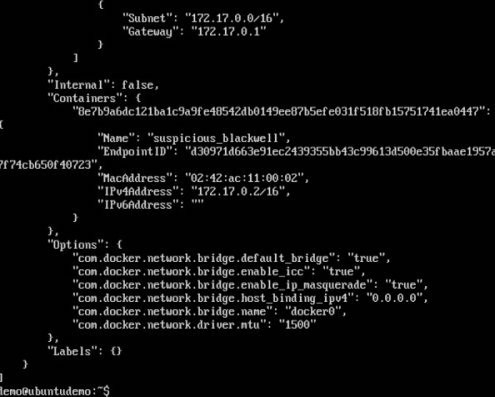 {
"Subnet": "172.17.0.0/16",
"Gateway": "172.17.0.1"
}
]
},
"Internal": false,
"Containers": {
"8e7b9a6dc121ba1c9a9fe48542db0149ee87b5efe031f518fb15751741ea0447":
{
"Name": "suspicious_blackwell",
"EndpointID": "d30971d663e91ec2439355bb43c99613d500e35fbaae1957a
7f74cb650f40723",
"MacAddress": "02:42:ac:11:00:02",
"IPv4Address": "172.17.0.2/16",
"IPv6Address": ""
}
},
"Options": {
"com.docker.network.bridge.default_bridge": "true",
"com.docker.network.bridge.enable_icc": "true",
"com.docker.network.bridge.enable_ip_masquerade": "true",
"com.docker.network.bridge.host_binding_ipv4": "0.0.0.0",
"com.docker.network.bridge.name": "docker0",
"com.docker.network.driver.mtu": "1500"
},
"Labels": {}
}
]
demo@ubuntudemo:~$